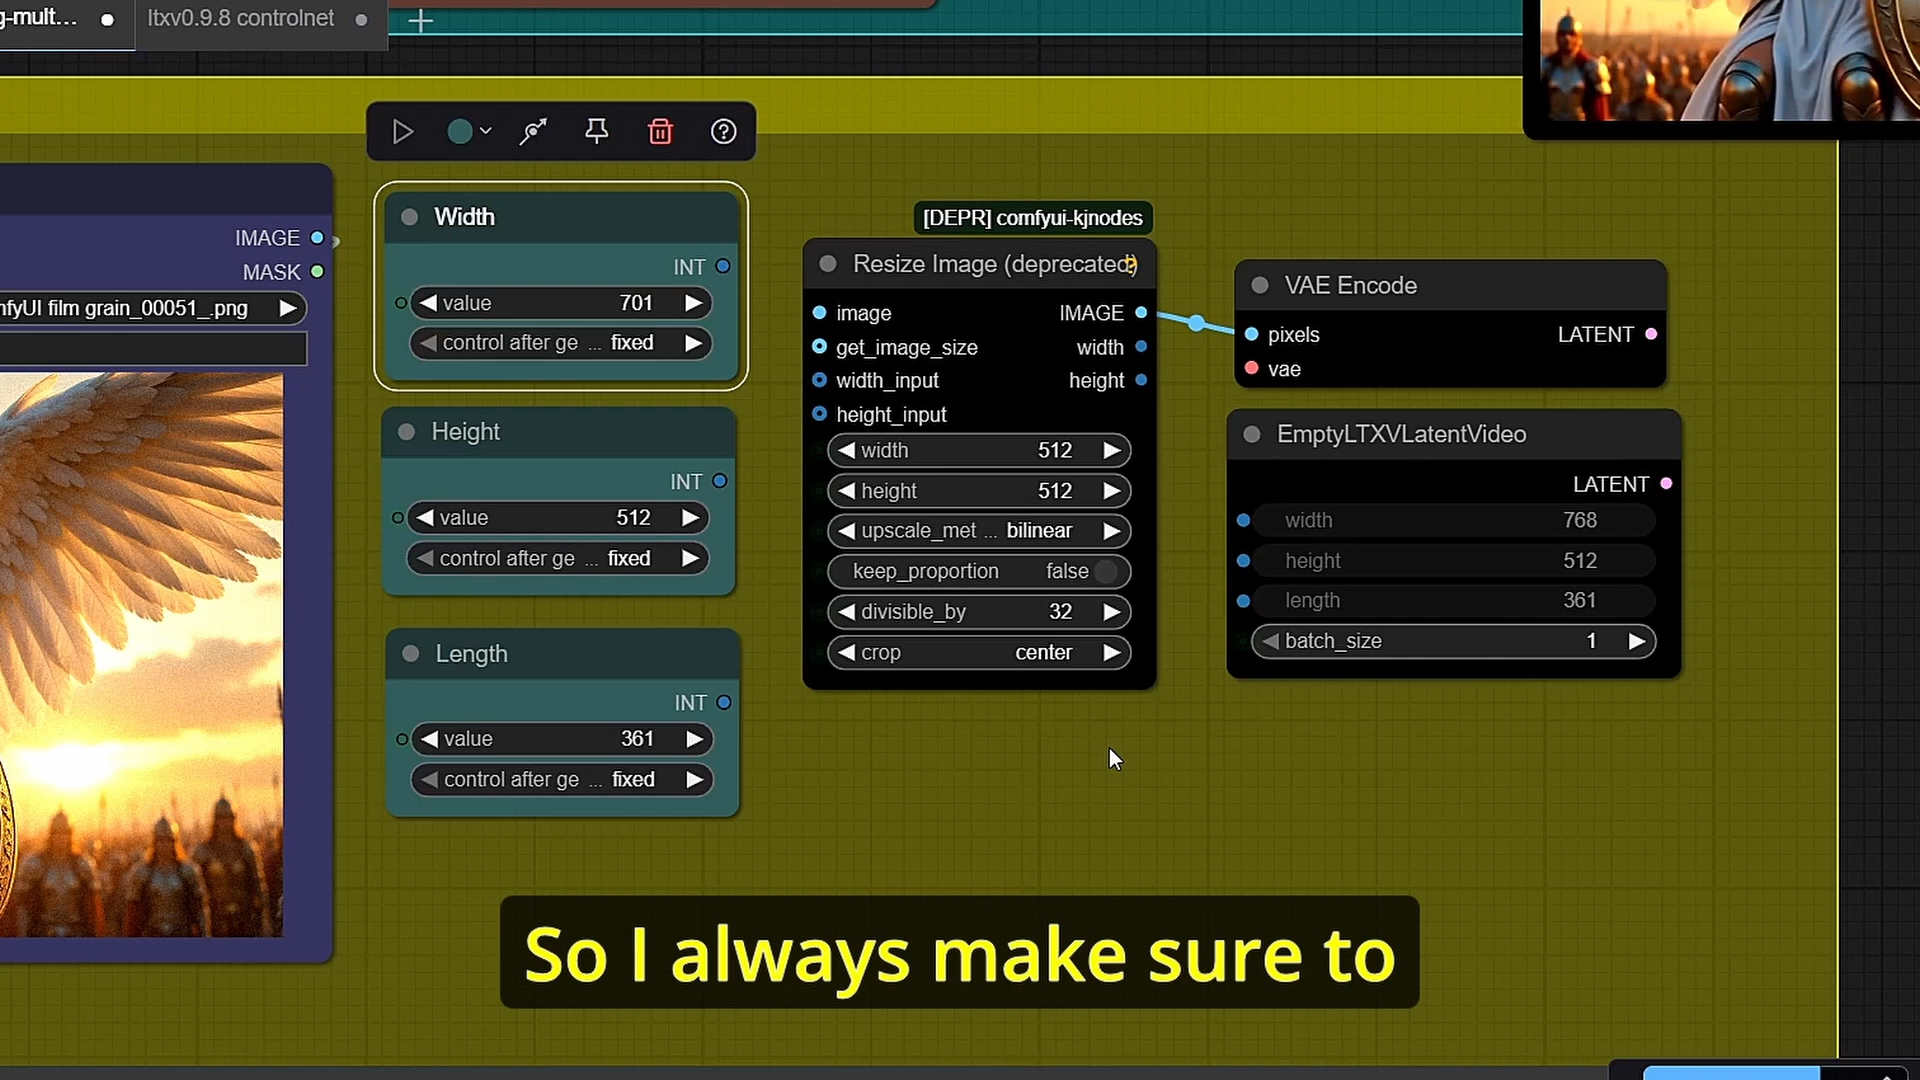 g-mult...
ltxv0.9.8 controlnet
IMAGE
MASK
nfyUI film grain_00051_.png
Width
INT
value 701
control after ge ... fixed
Height
INT
value 512
control after ge ... fixed
Length
INT
value 361
control after ge ... fixed
[DEPR] comfyui-kjnodes
Resize Image (deprecated)
image IMAGE
get_image_size width
width_input height
height_input
width 512
height 512
upscale_met ... bilinear
keep_proportion false
divisible_by 32
crop center
VAE Encode
pixels LATENT
vae
EmptyLTXVLatentVideo
LATENT
width 768
height 512
length 361
batch_size 1
So I always make sure to